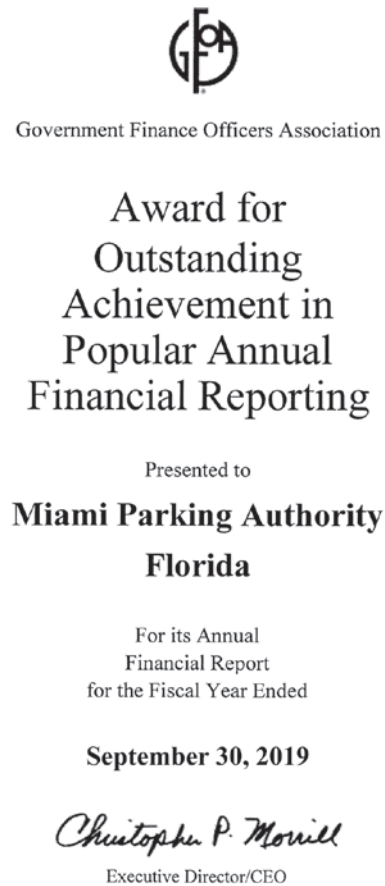 GFOA
Government Finance Officers Association
Award for
Outstanding
Achievement in
Popular Annual
Financial Reporting
Presented to
Miami Parking Authority
Florida
For its Annual
Financial Report
for the Fiscal Year Ended
September 30, 2019
Christopher P. Morrill
Executive Director/CEO